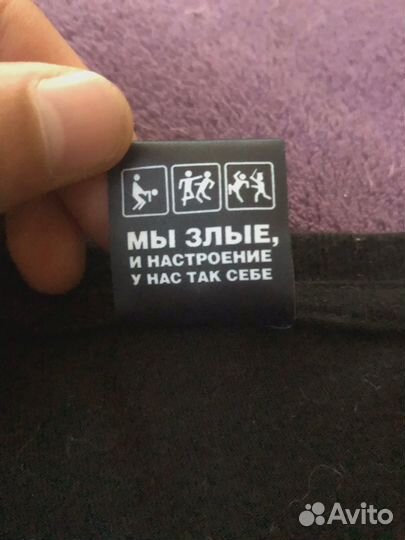 МЫ ЗЛЫЕ,
И НАСТРОЕНИЕ
У НАС ТАК СЕБЕ
Avito